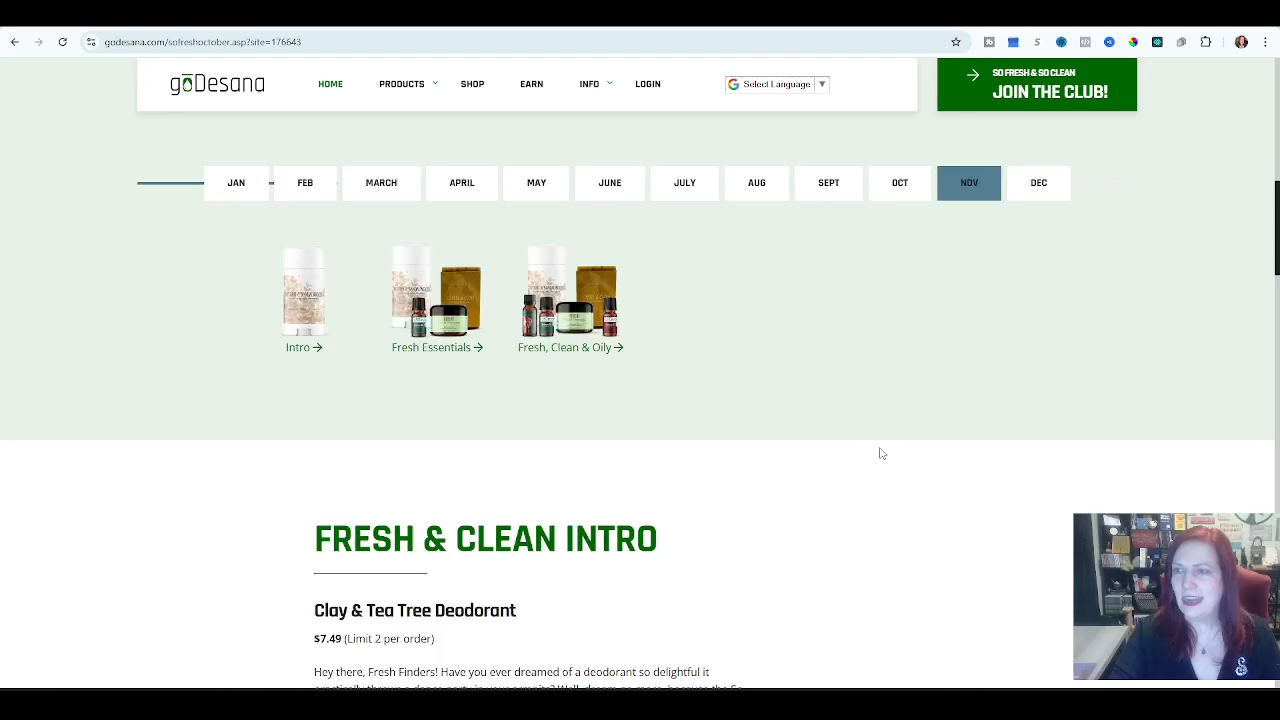 godesana.com/sofreshoctober.asp?site=176643
gōDesana
HOME
PRODUCTS
SHOP
EARN
INFO
LOGIN
Select Language
SO FRESH & SO CLEAN
JOIN THE CLUB!
JAN
FEB
MARCH
APRIL
MAY
JUNE
JULY
AUG
SEPT
OCT
NOV
DEC
Intro →
Fresh Essentials →
Fresh, Clean & Oily →
FRESH & CLEAN INTRO
Clay & Tea Tree Deodorant
$7.49 (Limit 2 per order)
Hey there, Fresh Finders! Have you ever dreamed of a deodorant so delightful it